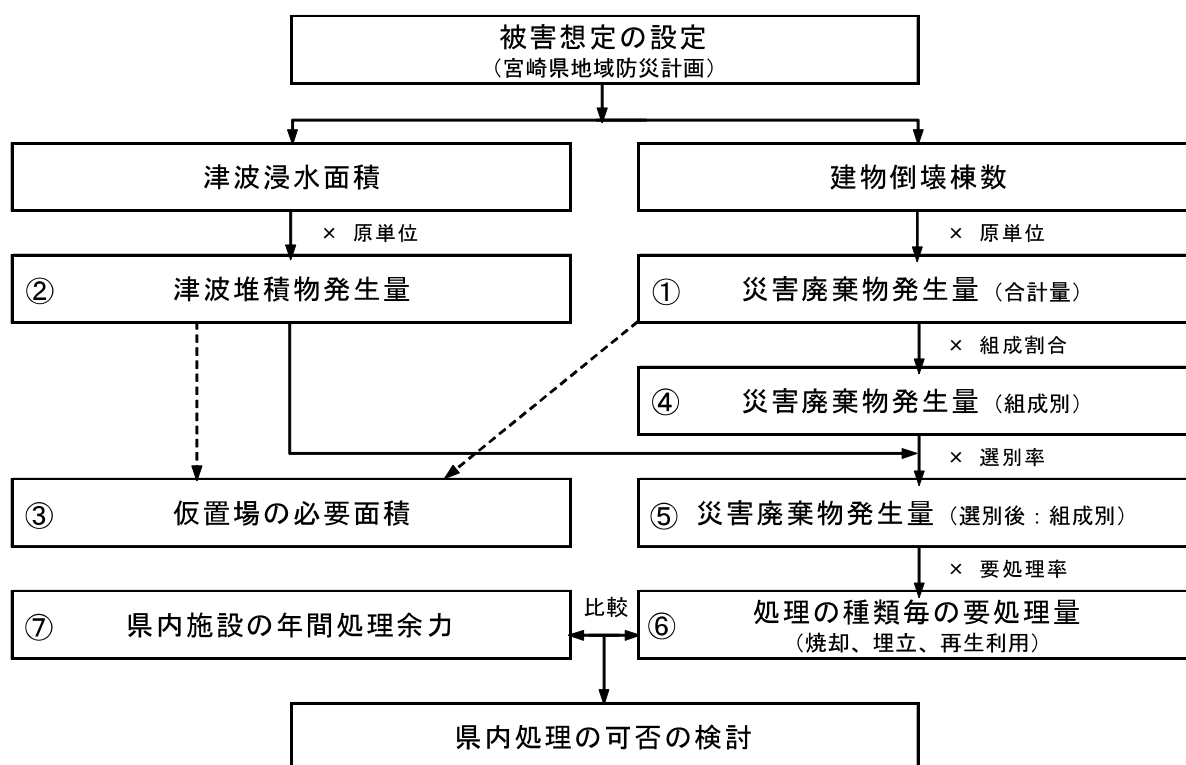 被害想定の設定
（宮崎県地域防災計画）
津波浸水面積
建物倒壊棟数
× 原単位
× 原単位
② 津波堆積物発生量
① 災害廃棄物発生量（合計量）
× 組成割合
④ 災害廃棄物発生量（組成別）
× 選別率
③ 仮置場の必要面積
⑤ 災害廃棄物発生量（選別後：組成別）
× 要処理率
⑦ 県内施設の年間処理余力
比較
⑥ 処理の種類毎の要処理量
（焼却、埋立、再生利用）
県内処理の可否の検討